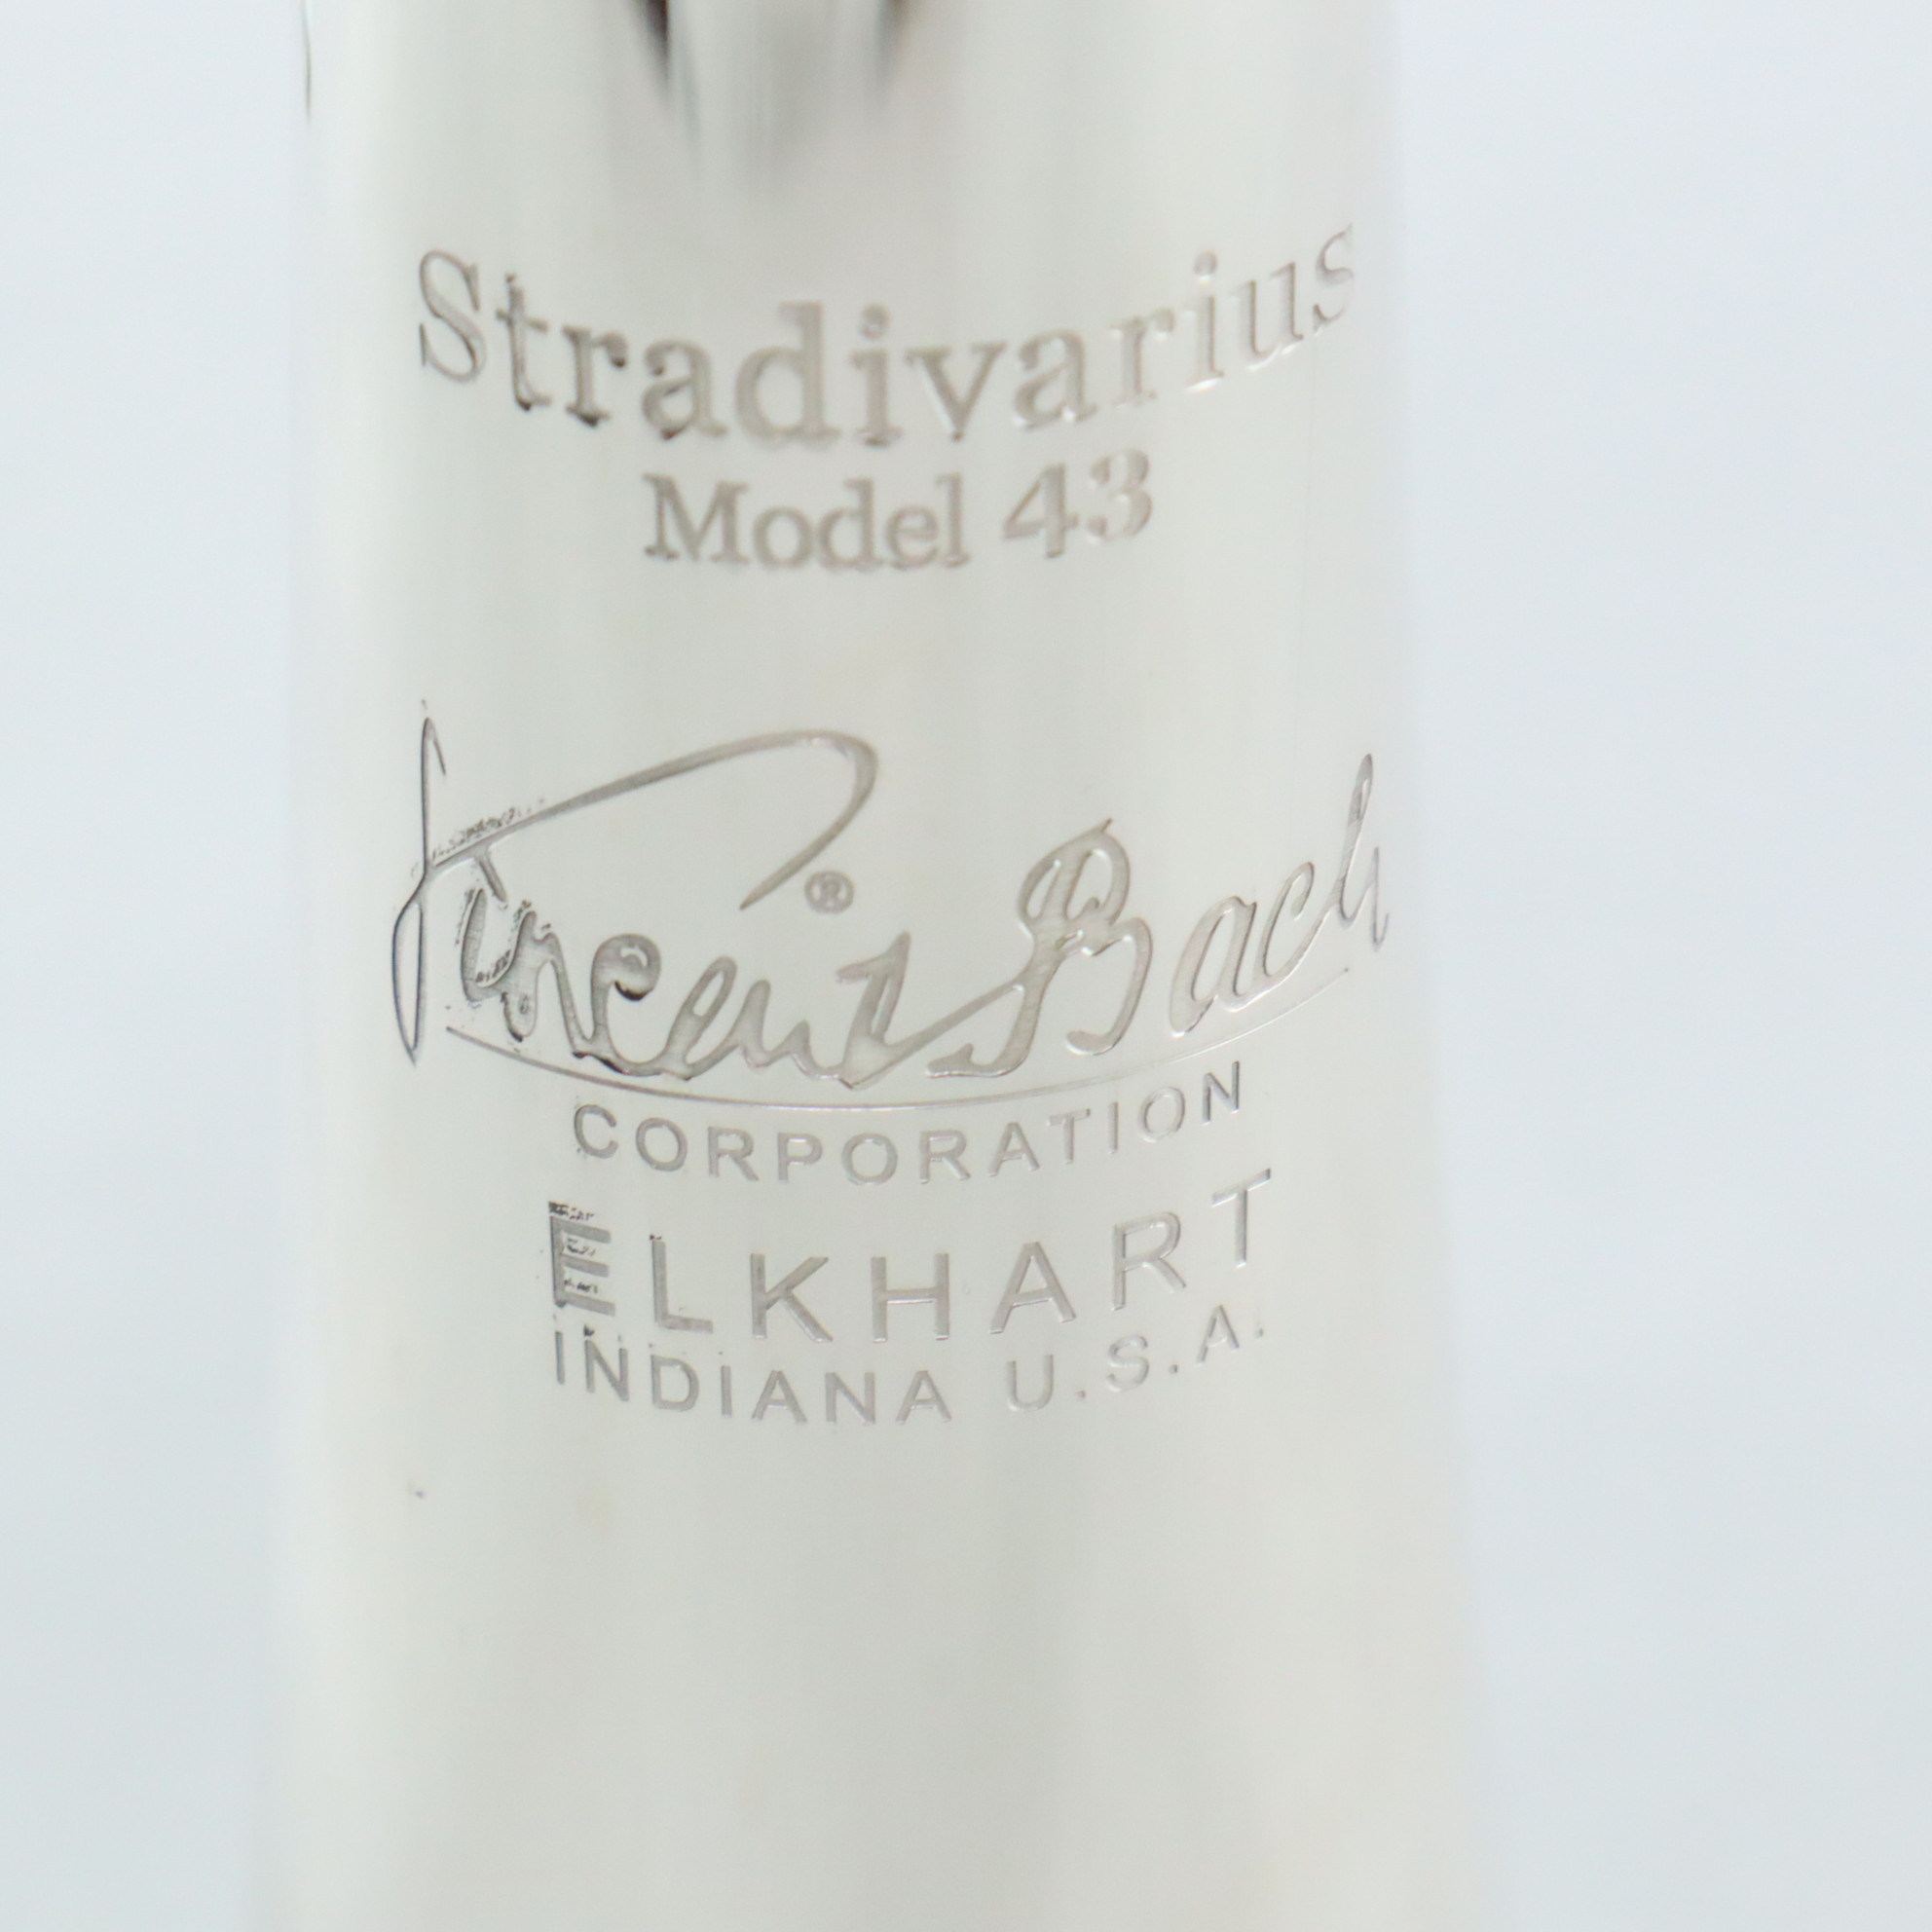 Stradivarius
Model 43
Vincent Bach ®
CORPORATION
ELKHART
INDIANA U.S.A.